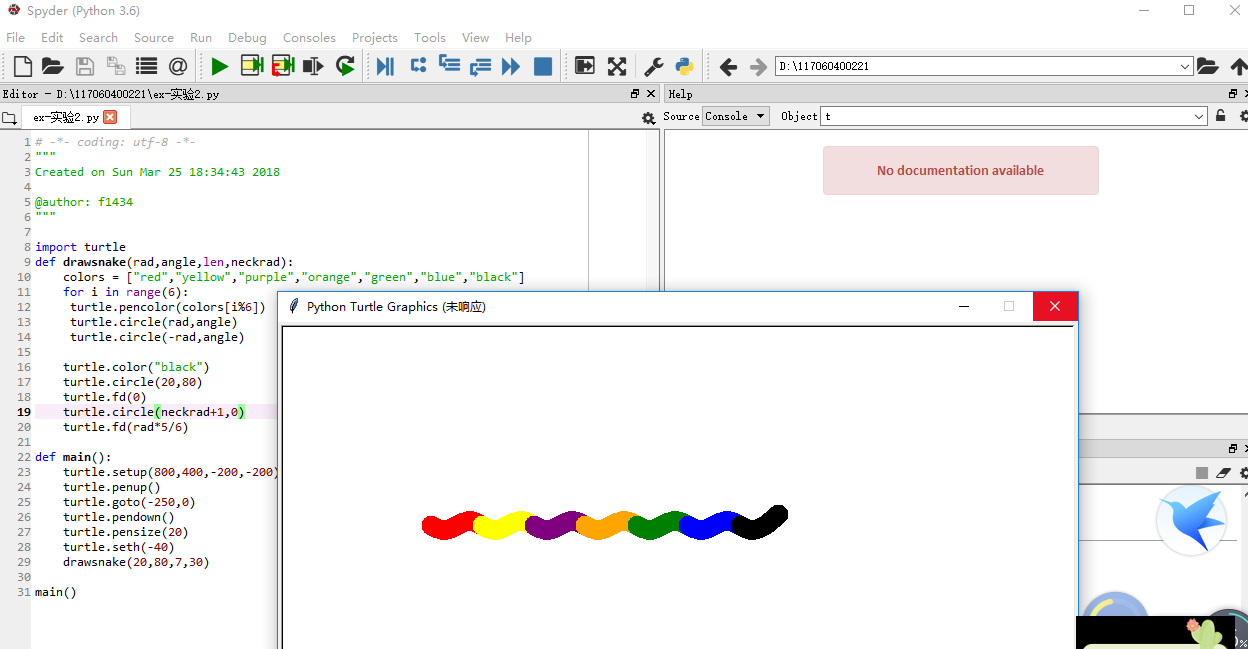 Spyder (Python 3.6)
File Edit Search Source Run Debug Consoles Projects Tools View Help
D:\117060400221
Editor - D:\117060400221\ex-实验2.py
Help
ex-实验2.py
Source Console Object t
No documentation available
1 # -*- coding: utf-8 -*-
2 """
3 Created on Sun Mar 25 18:34:43 2018
4
5 @author: f1434
6 """
7
8 import turtle
9 def drawsnake(rad,angle,len,neckrad):
10 colors = ["red","yellow","purple","orange","green","blue","black"]
11 for i in range(6):
12 turtle.pencolor(colors[i%6])
13 turtle.circle(rad,angle)
14 turtle.circle(-rad,angle)
15
16 turtle.color("black")
17 turtle.circle(20,80)
18 turtle.fd(0)
19 turtle.circle(neckrad+1,0)
20 turtle.fd(rad*5/6)
21
22 def main():
23 turtle.setup(800,400,-200,-200)
24 turtle.penup()
25 turtle.goto(-250,0)
26 turtle.pendown()
27 turtle.pensize(20)
28 turtle.seth(-40)
29 drawsnake(20,80,7,30)
30
31 main()
Python Turtle Graphics (未响应)